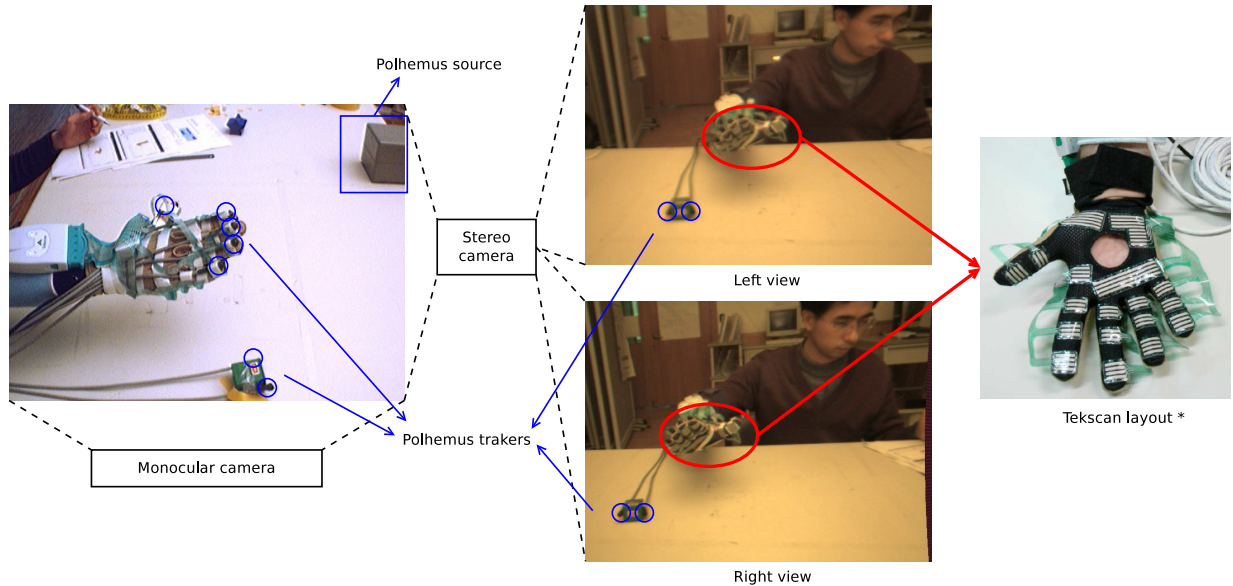 Polhemus source
Stereo
camera
Left view
Polhemus trakers
Monocular camera
Tekscan layout *
Right view